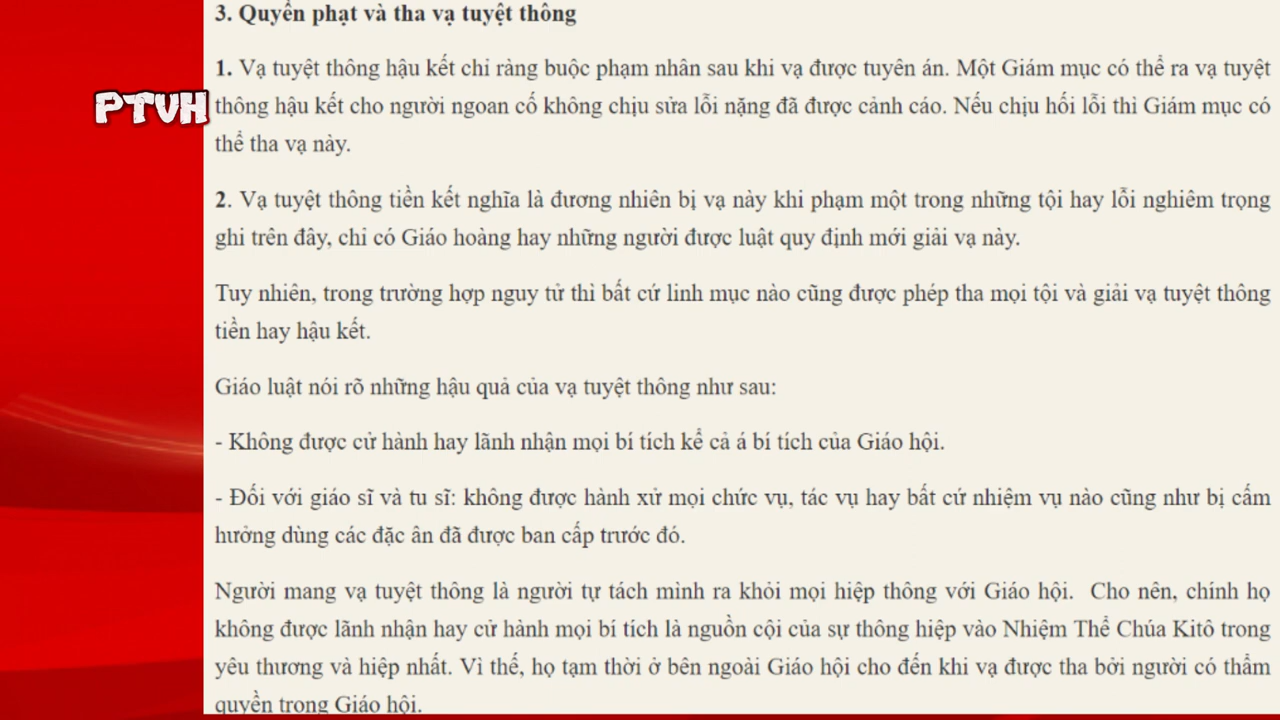 3. Quyền phạt và tha vạ tuyệt thông
1. Vạ tuyệt thông hậu kết chỉ ràng buộc phạm nhân sau khi vạ được tuyên án. Một Giám mục có thể ra vạ tuyệt
PTVH
thông hậu kết cho người ngoan cố không chịu sửa lỗi nặng đã được cảnh cáo. Nếu chịu hối lỗi thì Giám mục có
thể tha vạ này.
2. Vạ tuyệt thông tiền kết nghĩa là đương nhiên bị vạ này khi phạm một trong những tội hay lỗi nghiêm trọng
ghi trên đây, chỉ có Giáo hoàng hay những người được luật quy định mới giải vạ này.
Tuy nhiên, trong trường hợp nguy tử thì bất cứ linh mục nào cũng được phép tha mọi tội và giải vạ tuyệt thông
tiền hay hậu kết.
Giáo luật nói rõ những hậu quả của vạ tuyệt thông như sau:
- Không được cử hành hay lãnh nhận mọi bí tích kể cả á bí tích của Giáo hội.
- Đối với giáo sĩ và tu sĩ: không được hành xử mọi chức vụ, tác vụ hay bất cứ nhiệm vụ nào cũng như bị cấm
hưởng dùng các đặc ân đã được ban cấp trước đó.
Người mang vạ tuyệt thông là người tự tách mình ra khỏi mọi hiệp thông với Giáo hội. Cho nên, chính họ
không được lãnh nhận hay cử hành mọi bí tích là nguồn cội của sự thông hiệp vào Nhiệm Thể Chúa Kitô trong
yêu thương và hiệp nhất. Vì thế, họ tạm thời ở bên ngoài Giáo hội cho đến khi vạ được tha bởi người có thẩm
quyền trong Giáo hội.